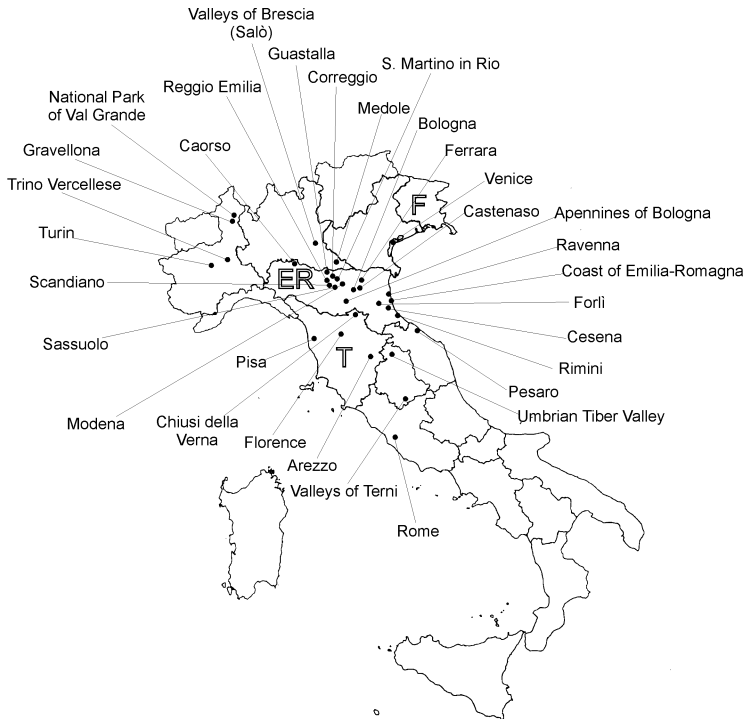 Valleys of Brescia
(Salò)
Guastalla
Correggio
S. Martino in Rio
Reggio Emilia
Medole
National Park
of Val Grande
Bologna
Caorso
Ferrara
Gravellona
Venice
Trino Vercellese
F
Castenaso
Apennines of Bologna
Turin
Ravenna
Scandiano
ER
Coast of Emilia-Romagna
Forlì
Sassuolo
Cesena
Pisa
T
Rimini
Pesaro
Modena
Chiusi della
Verna
Umbrian Tiber Valley
Florence
Arezzo
Valleys of Terni
Rome